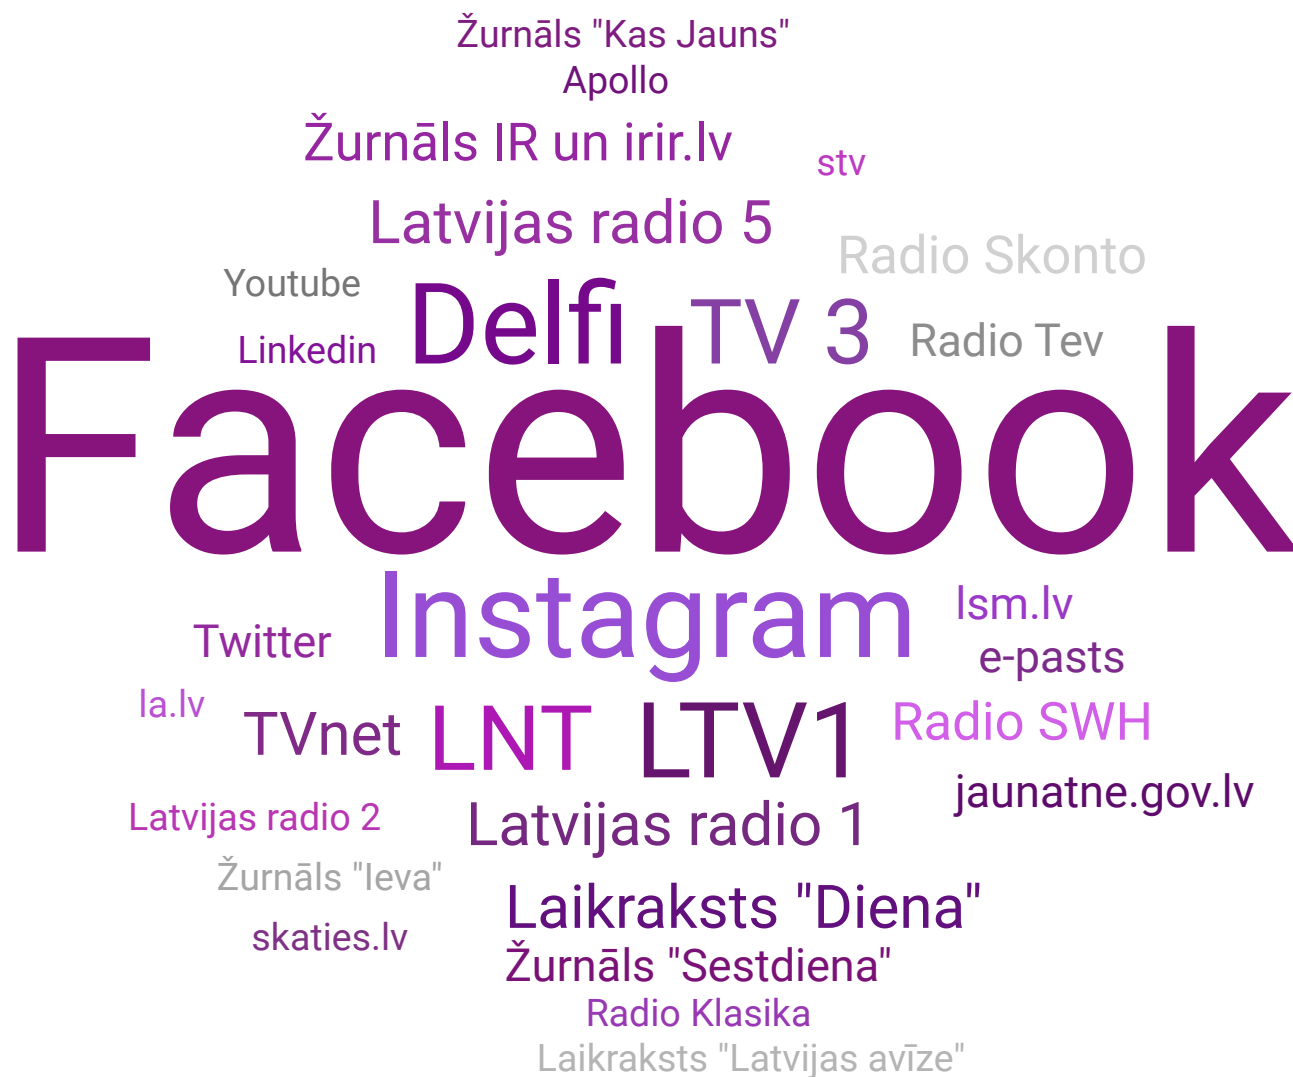 Žurnāls "Kas Jauns"
Apollo
Žurnāls IR un irir.lv
stv
Latvijas radio 5
Radio Skonto
Youtube
Delfi
TV 3
Radio Tev
Linkedin
Facebook
Instagram
lsm.lv
Twitter
e-pasts
la.lv
TVnet
LNT
LTV1
Radio SWH
jaunatne.gov.lv
Latvijas radio 2
Latvijas radio 1
Žurnāls "Ieva"
Laikraksts "Diena"
skaties.lv
Žurnāls "Sestdiena"
Radio Klasika
Laikraksts "Latvijas avīze"